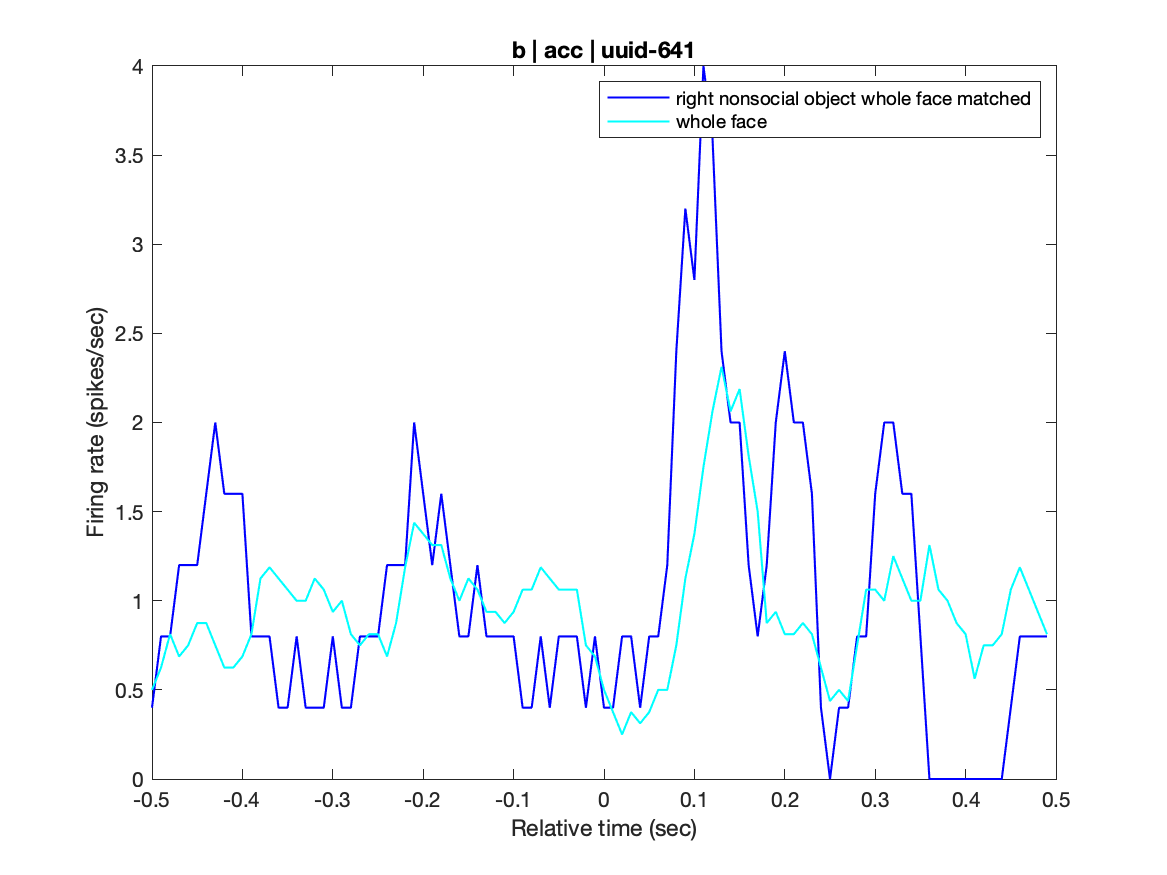 b | acc | uuid-641
right nonsocial object whole face matched
whole face
Firing rate (spikes/sec)
4
3.5
3
2.5
2
1.5
1
0.5
0
-0.5 -0.4 -0.3 -0.2 -0.1 0 0.1 0.2 0.3 0.4 0.5
Relative time (sec)